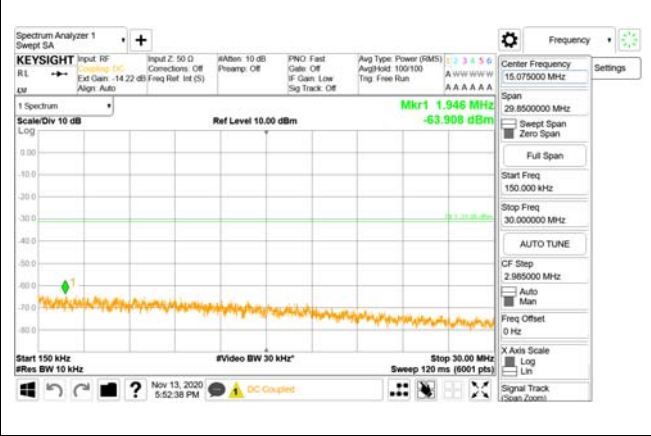 Spectrum Analyzer 1
Swept SA
+
Frequency
KEYSIGHT
Input: RF
Coupling: DC
Ext Gain: -14.22 dB
Align: Auto
Input Z: 50 Ω
Corrections: Off
Freq Ref: Int (S)
#Atten: 10 dB
Preamp: Off
PNO: Fast
Gate: Off
IF Gain: Low
Sig Track: Off
Avg Type: Power (RMS)
Avg|Hold: 100/100
Trig: Free Run
1 2 3 4 5 6
A W W W W W
A A A A A A
R L
1 Spectrum
Scale/Div 10 dB
Ref Level 10.00 dBm
Mkr1 1.946 MHz
-63.908 dBm
Log
0.00
-10.0
-20.0
-30.0
-40.0
-50.0
-60.0
-70.0
-80.0
1
Start 150 kHz
#Res BW 10 kHz
#Video BW 30 kHz*
Stop 30.00 MHz
Sweep 120 ms (6001 pts)
Nov 13, 2020
5:52:38 PM
DC Coupled
Center Frequency
15.075000 MHz
Settings
Span
29.8500000 MHz
Swept Span
Zero Span
Full Span
Start Freq
150.000 kHz
Stop Freq
30.000000 MHz
AUTO TUNE
CF Step
2.985000 MHz
Auto
Man
Freq Offset
0 Hz
X Axis Scale
Log
Lin
Signal Track
(Span Zoom)